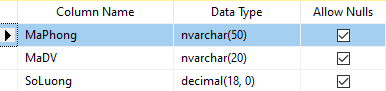 Column Name Data Type Allow Nulls
MaPhong nvarchar(50)
MaDV nvarchar(20)
SoLuong decimal(18, 0)